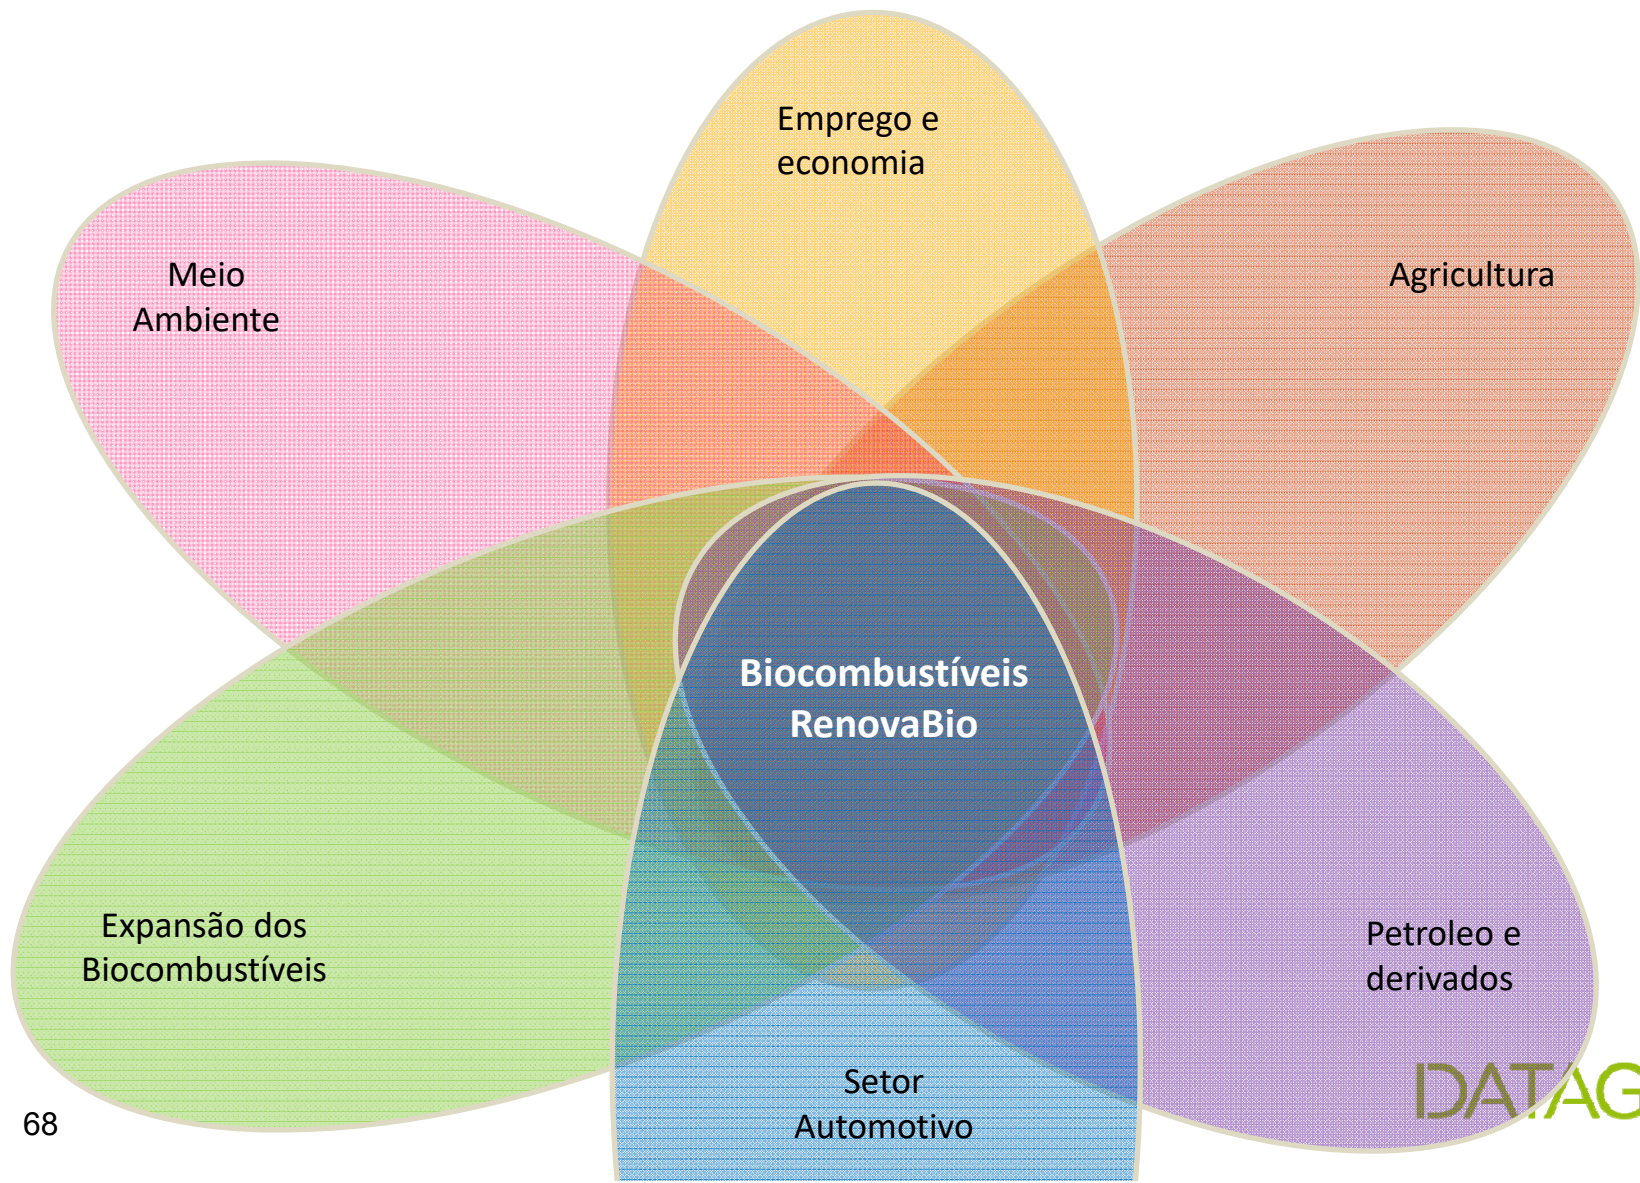 Emprego e
economia
Meio
Ambiente
Agricultura
Biocombustíveis
RenovaBio
Expansão dos
Biocombustíveis
Petroleo e
derivados
Setor
Automotivo
DATAG
68